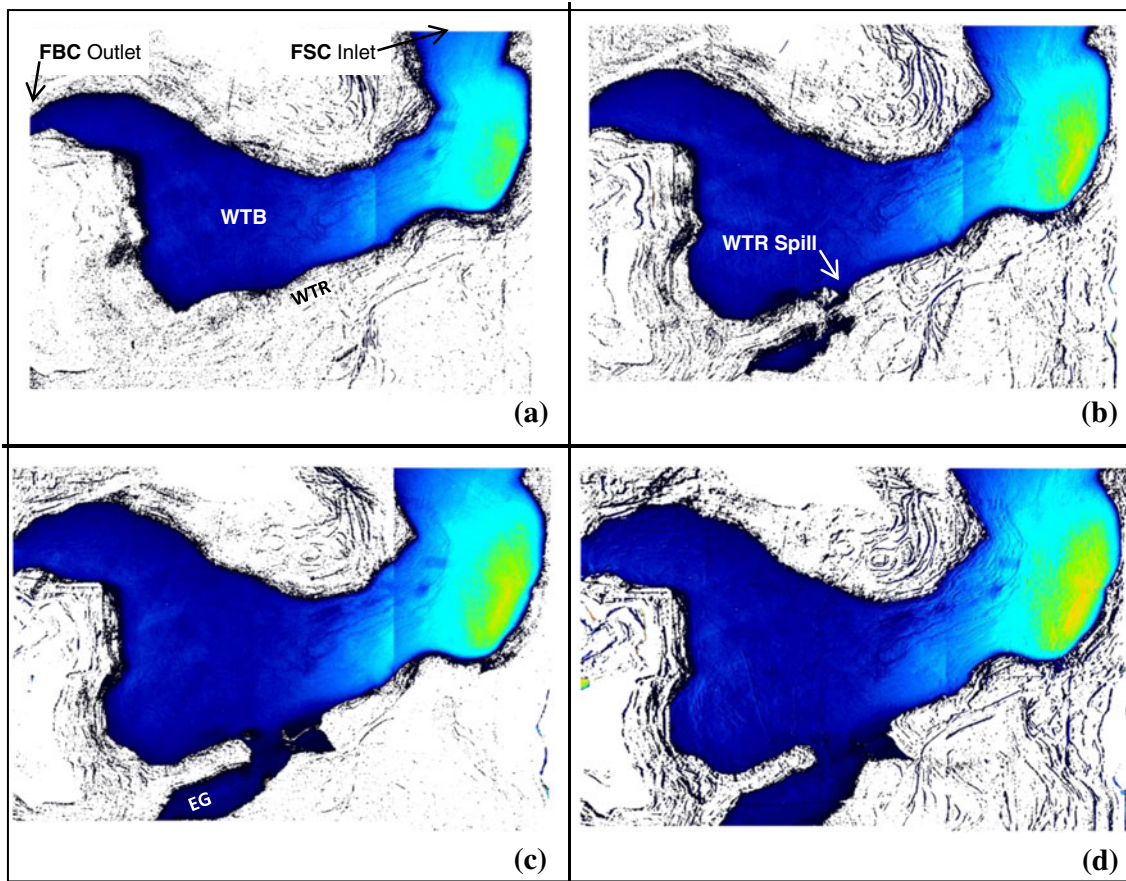 FBC Outlet
FSC Inlet
WTB
WTR
(a)
WTR Spill
(b)
EG
(c)
(d)